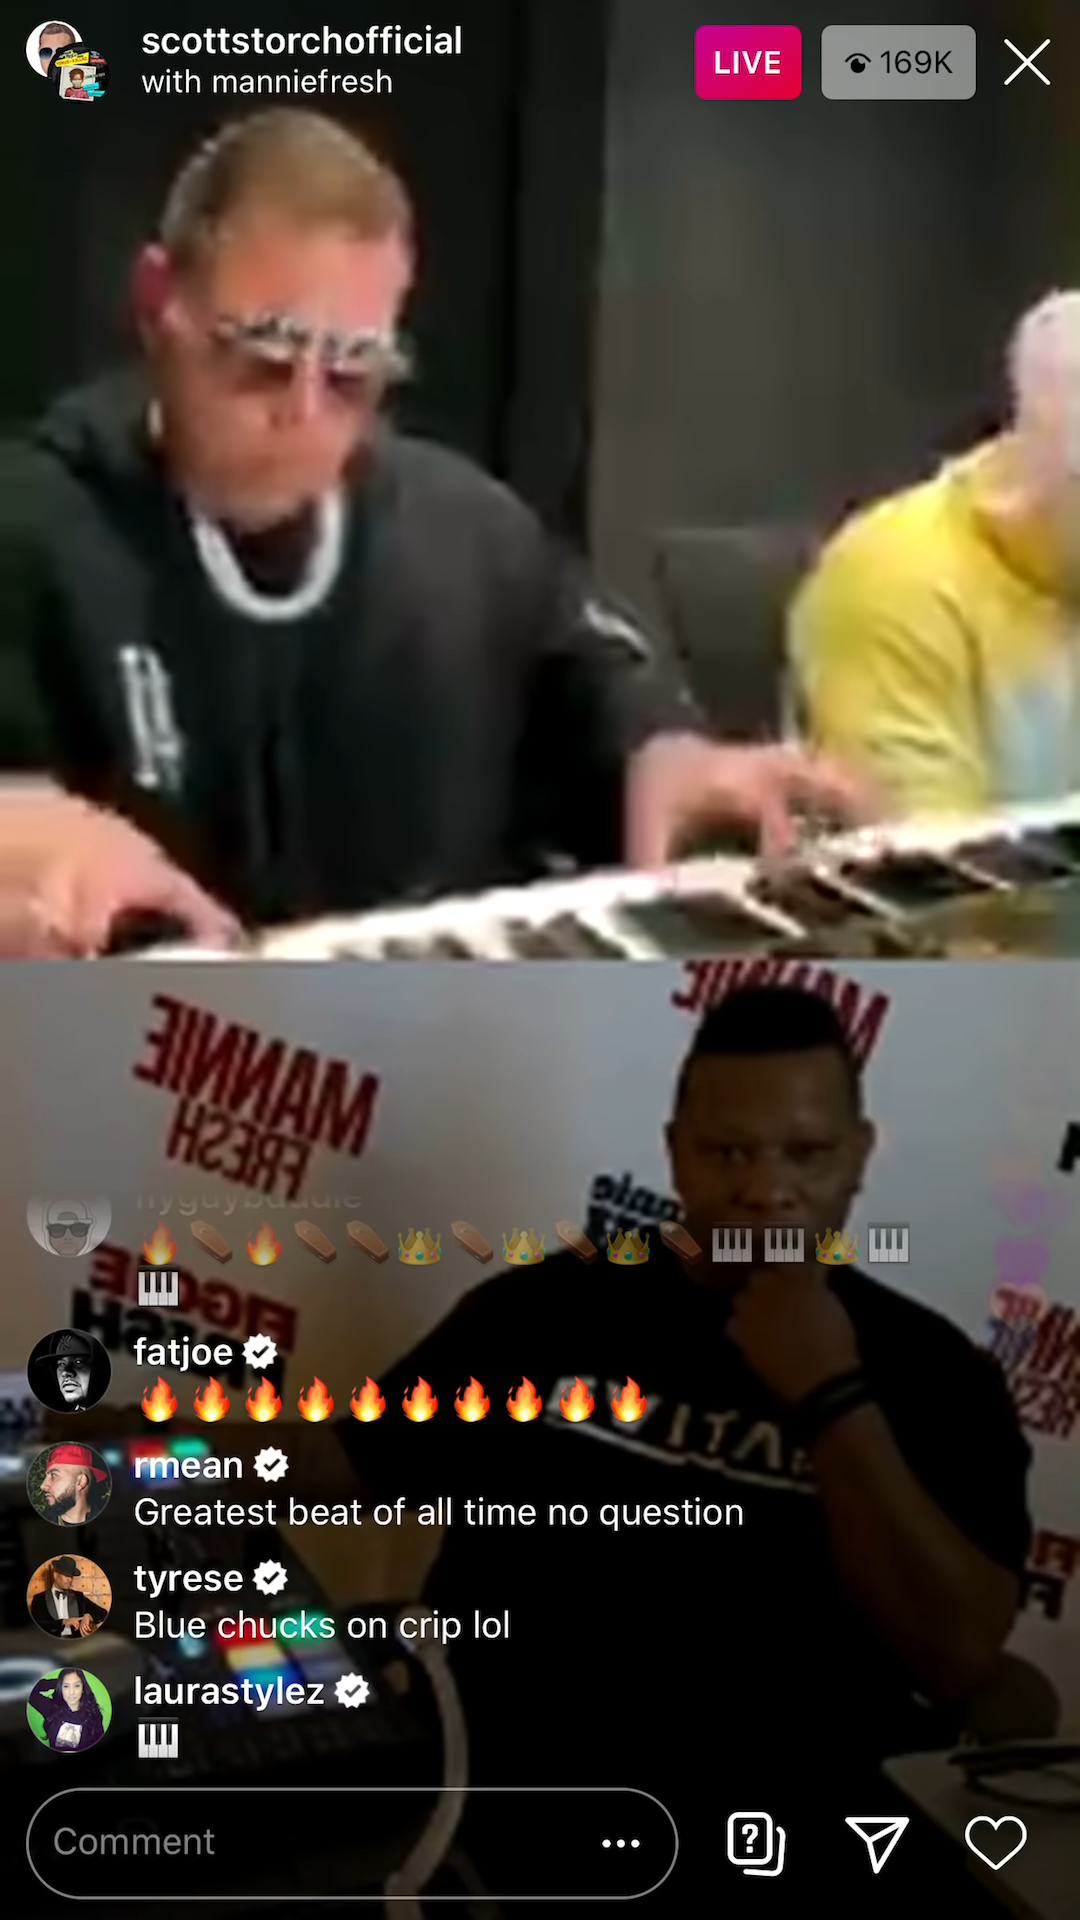 scottstorchofficial
with manniefresh
LIVE
169K
MANNIE
FRESH
fatjoe
rmean
Greatest beat of all time no question
tyrese
Blue chucks on crip lol
laurastylez
Comment